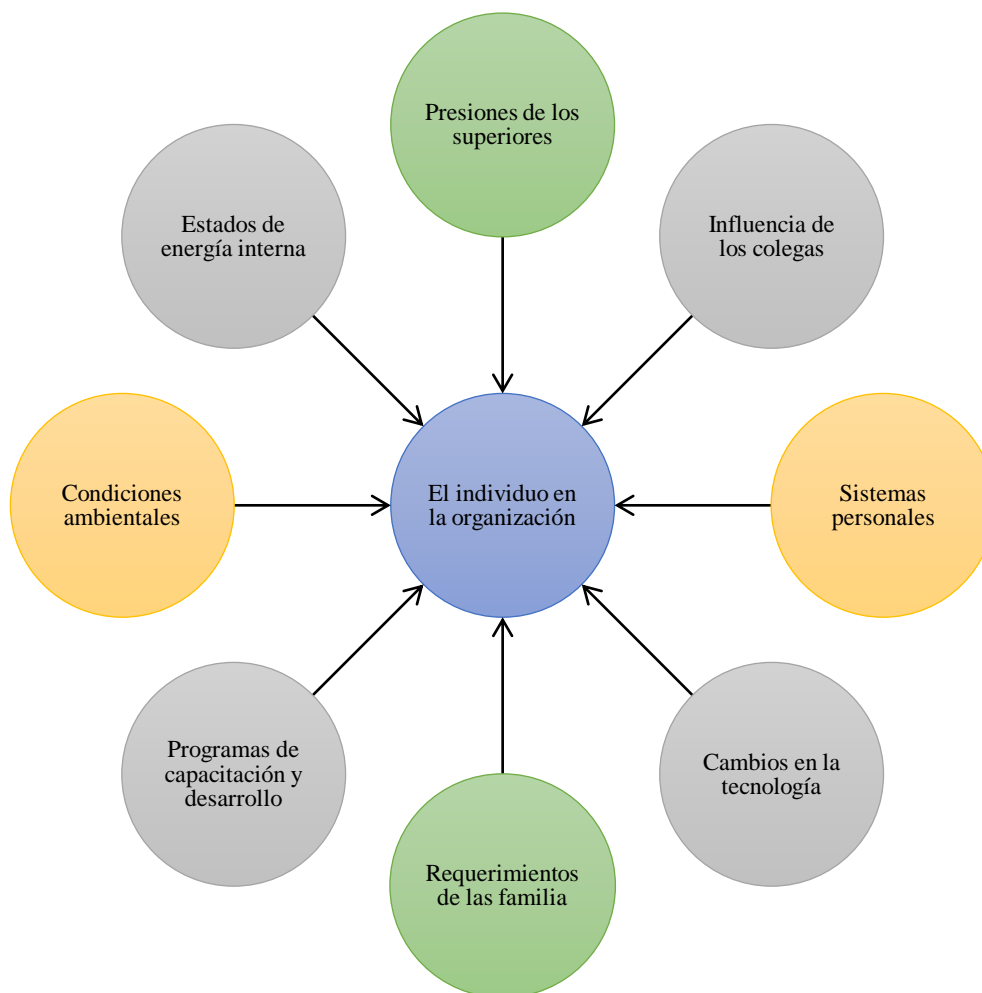 Presiones de los
superiores
Estados de
energía interna
Influencia de
los colegas
Condiciones
ambientales
El individuo en
la organización
Sistemas
personales
Programas de
capacitación y
desarrollo
Cambios en la
tecnología
Requerimientos
de las familia